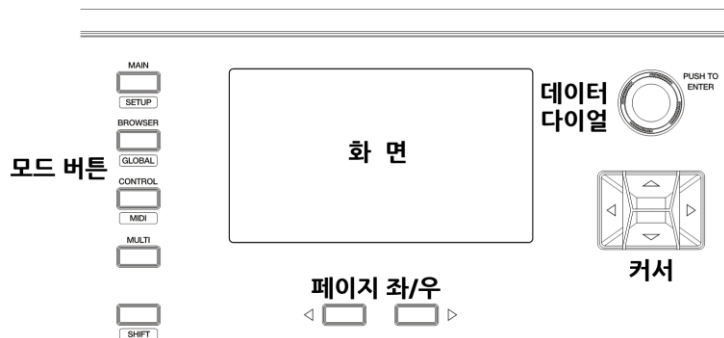 MAIN
SETUP
BROWSER
GLOBAL
모드 버튼
CONTROL
MIDI
MULTI
SHIFT
화 면
페이지 좌/우
데이터
다이얼
PUSH TO
ENTER
커서